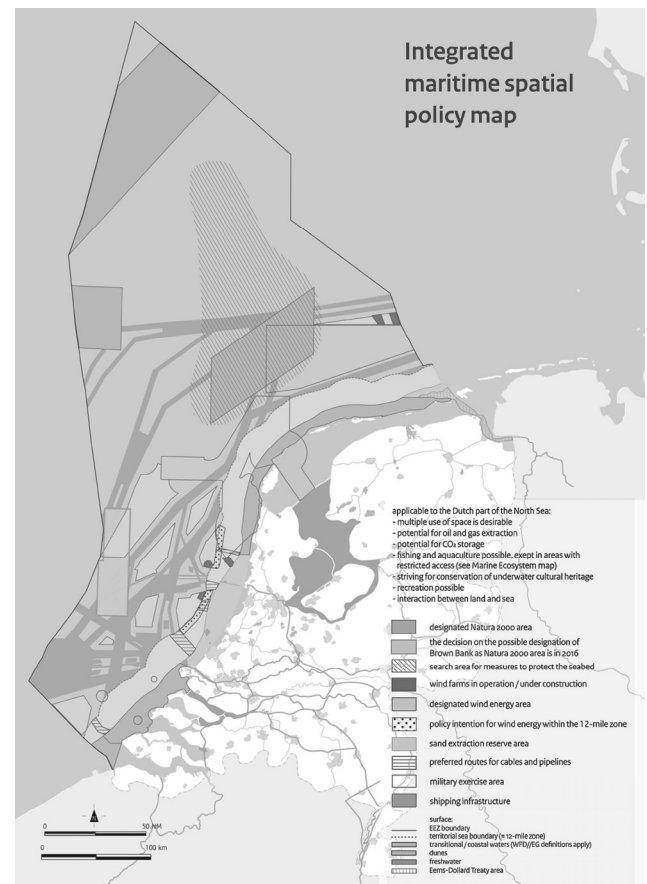 Integrated
maritime spatial
policy map
applicable to the Dutch part of the North Sea:
- multiple use of space is desirable
- potential for oil and gas extraction
- potential for CO₂ storage
- fishing and aquaculture possible, exept in areas with
restricted access (see Marine Ecosystem map)
- striving for conservation of underwater cultural heritage
- recreation possible
- interaction between land and sea
designated Natura 2000 area
the decision on the possible designation of
Brown Bank as Natura 2000 area is in 2016
search area for measures to protect the seabed
wind farms in operation / under construction
designated wind energy area
policy intention for wind energy within the 12-mile zone
sand extraction reserve area
preferred routes for cables and pipelines
military exercise area
shipping infrastructure
surface:
EEZ boundary
territorial sea boundary (= 12-mile zone)
transitional / coastal waters (WFD//EG definitions apply)
dunes
freshwater
Eems-Dollard Treaty area
0 50 NM
0 100 km